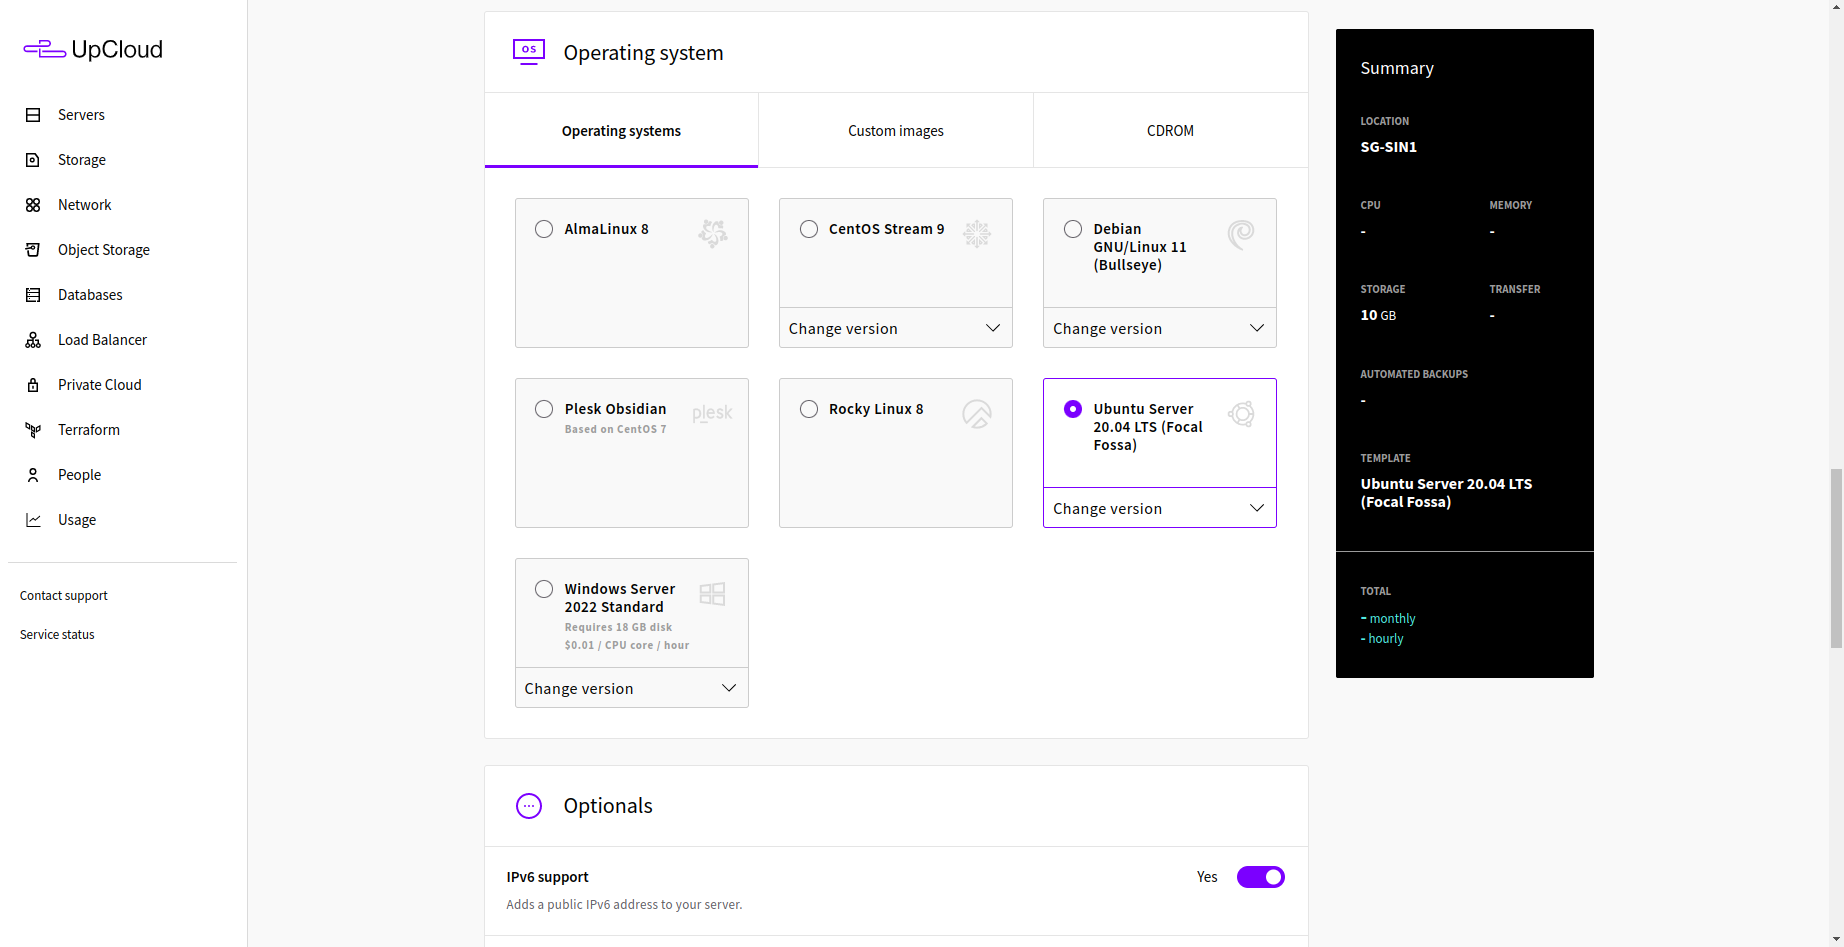 UpCloud
Servers
Storage
Network
Object Storage
Databases
Load Balancer
Private Cloud
Terraform
People
Usage
Contact support
Service status
OS
Operating system
Operating systems
Custom images
CDROM
AlmaLinux 8
CentOS Stream 9
Change version
Debian
GNU/Linux 11
(Bullseye)
Change version
Plesk Obsidian
Based on CentOS 7
plesk
Rocky Linux 8
Ubuntu Server
20.04 LTS (Focal
Fossa)
Change version
Windows Server
2022 Standard
Requires 18 GB disk
$0.01 / CPU core / hour
Change version
Optionals
IPv6 support
Yes
Adds a public IPv6 address to your server.
Summary
LOCATION
SG-SIN1
CPU
-
MEMORY
-
STORAGE
10 GB
TRANSFER
-
AUTOMATED BACKUPS
-
TEMPLATE
Ubuntu Server 20.04 LTS
(Focal Fossa)
TOTAL
- monthly
- hourly